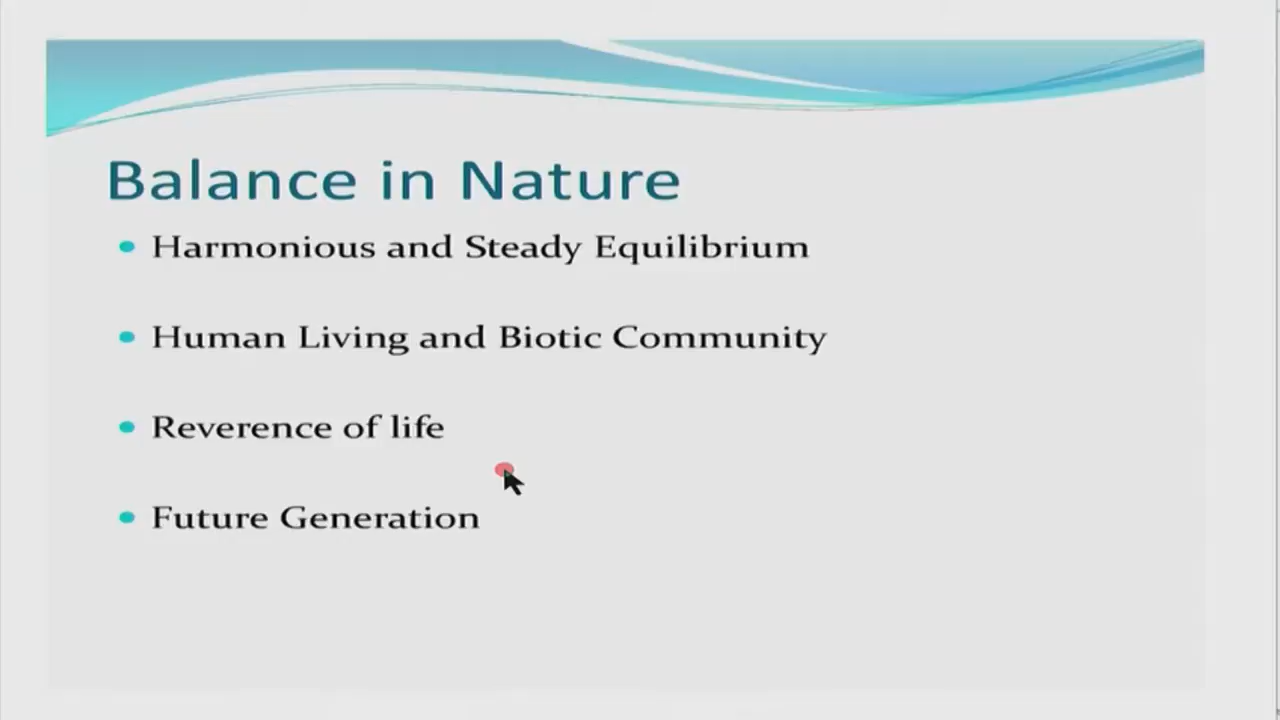 Balance in Nature
Harmonious and Steady Equilibrium
Human Living and Biotic Community
Reverence of life
Future Generation